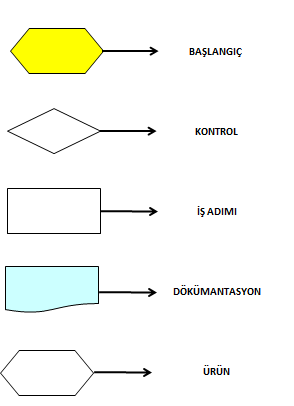 BAŞLANGIÇ
KONTROL
İŞ ADIMI
DÖKÜMANTASYON
ÜRÜN